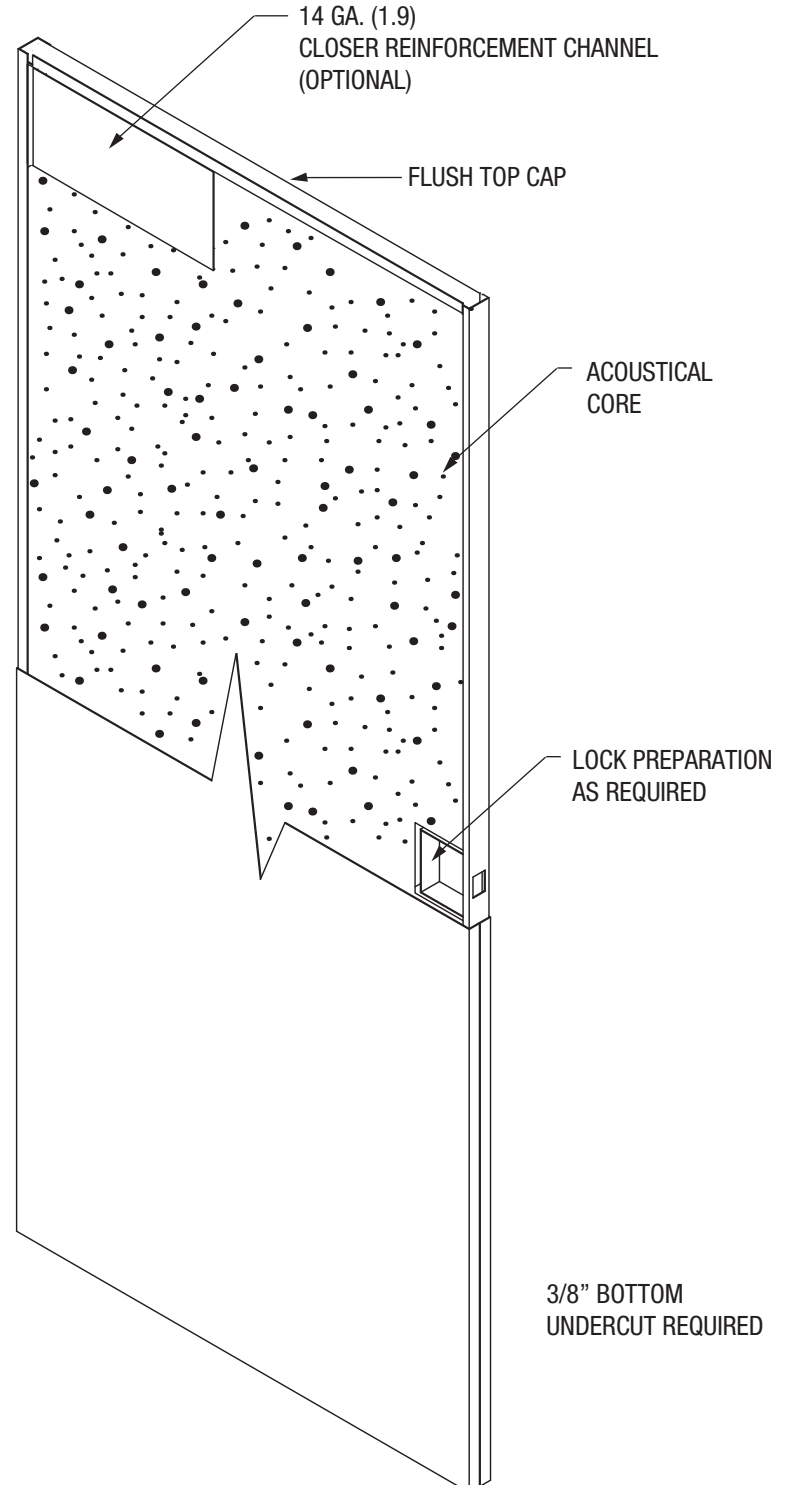 14 GA. (1.9)
CLOSER REINFORCEMENT CHANNEL
(OPTIONAL)
FLUSH TOP CAP
ACOUSTICAL
CORE
LOCK PREPARATION
AS REQUIRED
3/8” BOTTOM
UNDERCUT REQUIRED